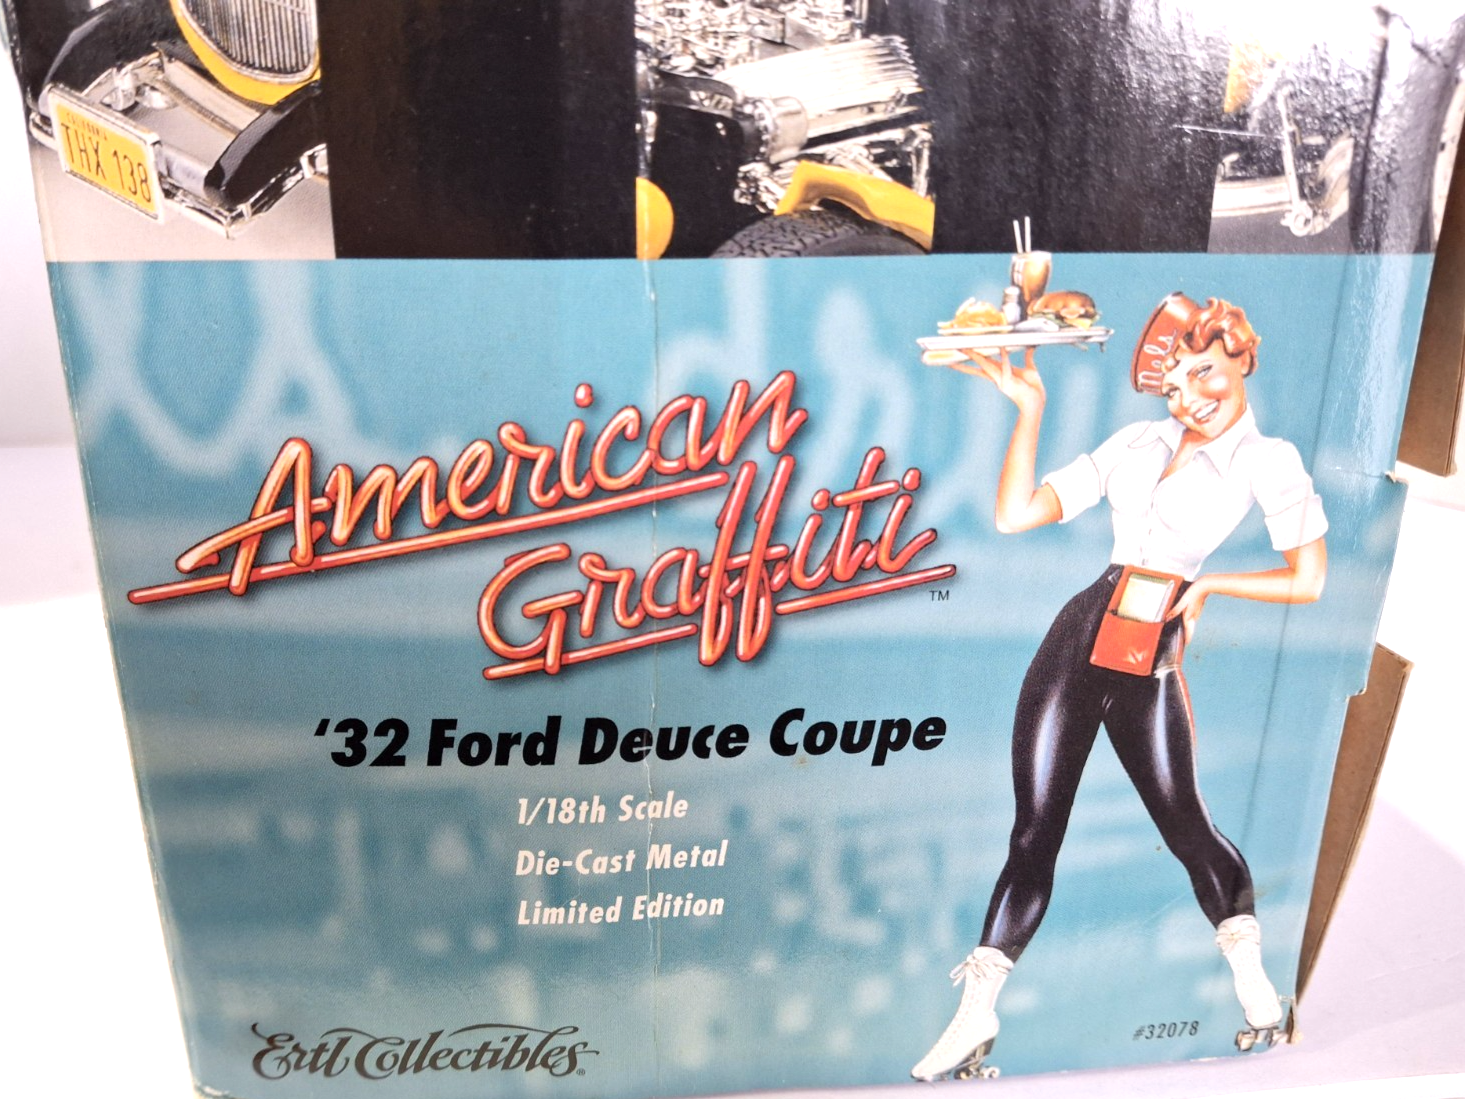 CALIFORNIA
THX 138
Mels
American
Graffiti
TM
'32 Ford Deuce Coupe
1/18th Scale
Die-Cast Metal
Limited Edition
Ertl Collectibles®
#32078